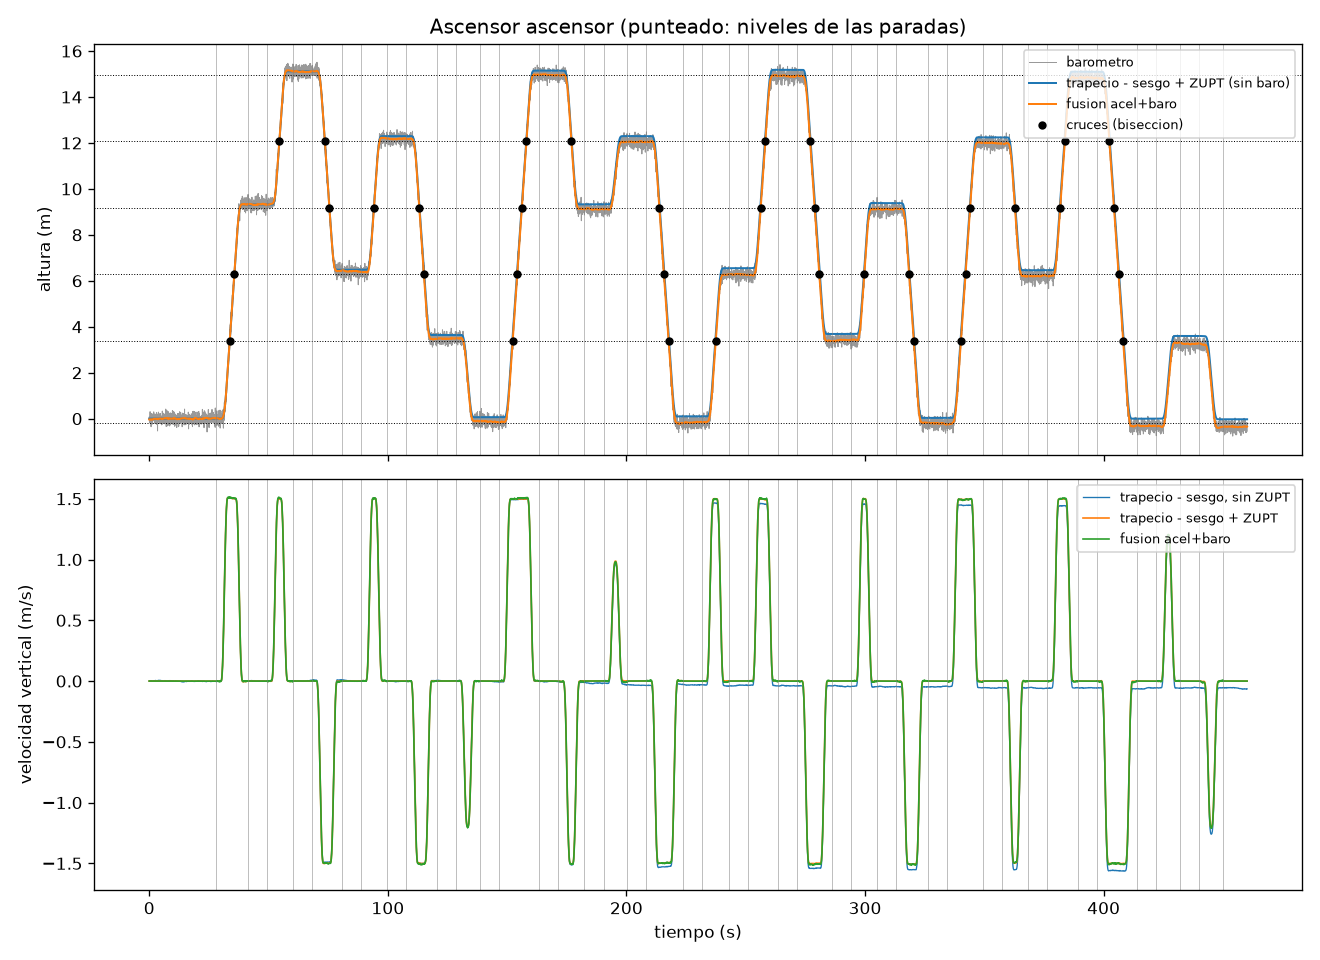 Ascensor ascensor (punteado: niveles de las paradas)
altura (m)
16
14
12
10
8
6
4
2
0
barometro
trapecio - sesgo + ZUPT (sin baro)
fusion acel+baro
cruces (biseccion)
velocidad vertical (m/s)
1.5
1.0
0.5
0.0
−0.5
−1.0
−1.5
trapecio - sesgo, sin ZUPT
trapecio - sesgo + ZUPT
fusion acel+baro
0 100 200 300 400
tiempo (s)